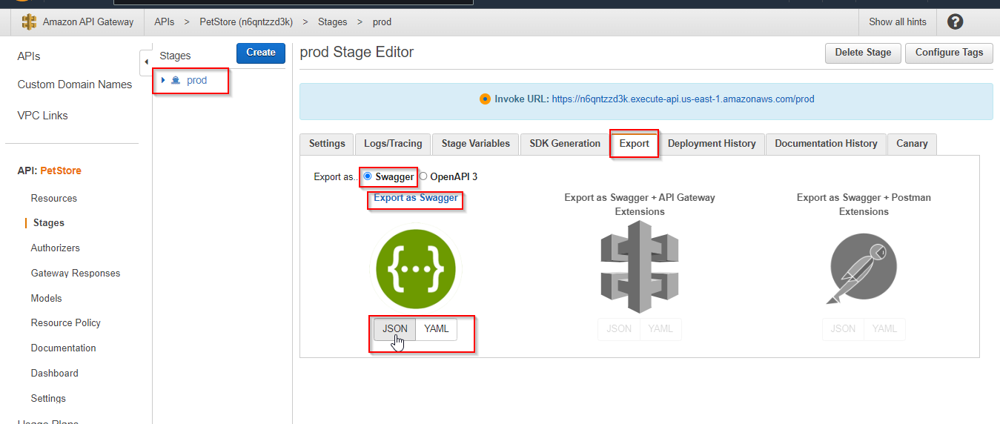 Amazon API Gateway
APIs > PetStore (n6qntzzd3k) > Stages > prod
Show all hints
?
APIs
Custom Domain Names
VPC Links
API: PetStore
Resources
Stages
Authorizers
Gateway Responses
Models
Resource Policy
Documentation
Dashboard
Settings
Usage Plans
Stages
Create
prod
prod Stage Editor
Delete Stage
Configure Tags
Invoke URL: https://n6qntzzd3k.execute-api.us-east-1.amazonaws.com/prod
Settings Logs/Tracing Stage Variables SDK Generation Export Deployment History Documentation History Canary
Export as.. Swagger OpenAPI 3
Export as Swagger
{...}
JSON YAML
Export as Swagger + API Gateway
Extensions
JSON YAML
Export as Swagger + Postman
Extensions
JSON YAML